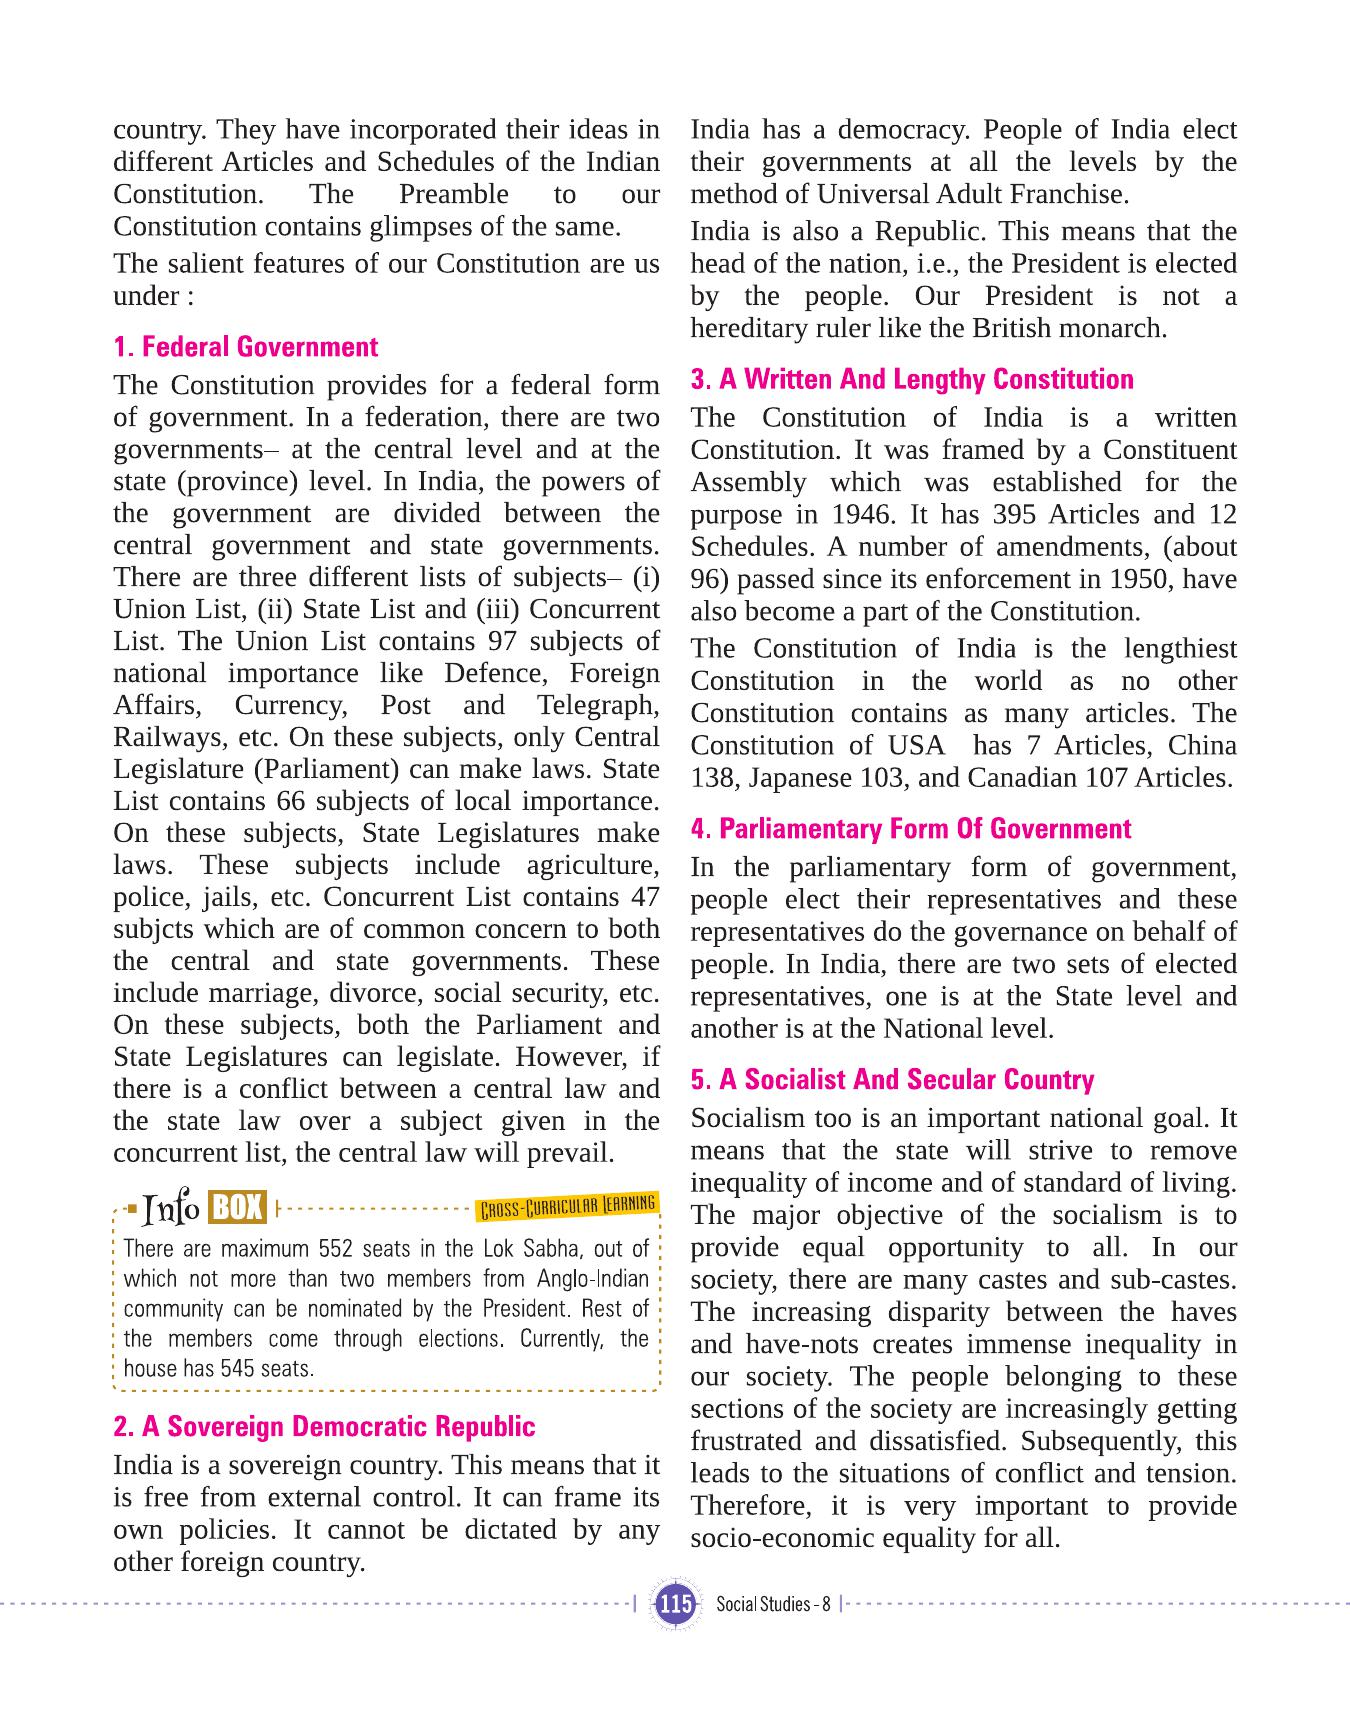 country. They have incorporated their ideas in
different Articles and Schedules of the Indian
Constitution. The Preamble to our
Constitution contains glimpses of the same.
The salient features of our Constitution are us
under :
1. Federal Government
The Constitution provides for a federal form
of government. In a federation, there are two
governments– at the central level and at the
state (province) level. In India, the powers of
the government are divided between the
central government and state governments.
There are three different lists of subjects– (i)
Union List, (ii) State List and (iii) Concurrent
List. The Union List contains 97 subjects of
national importance like Defence, Foreign
Affairs, Currency, Post and Telegraph,
Railways, etc. On these subjects, only Central
Legislature (Parliament) can make laws. State
List contains 66 subjects of local importance.
On these subjects, State Legislatures make
laws. These subjects include agriculture,
police, jails, etc. Concurrent List contains 47
subjcts which are of common concern to both
the central and state governments. These
include marriage, divorce, social security, etc.
On these subjects, both the Parliament and
State Legislatures can legislate. However, if
there is a conflict between a central law and
the state law over a subject given in the
concurrent list, the central law will prevail.
Info BOX
CROSS-CURRICULAR LEARNING
There are maximum 552 seats in the Lok Sabha, out of
which not more than two members from Anglo-Indian
community can be nominated by the President. Rest of
the members come through elections. Currently, the
house has 545 seats.
2. A Sovereign Democratic Republic
India is a sovereign country. This means that it
is free from external control. It can frame its
own policies. It cannot be dictated by any
other foreign country.
India has a democracy. People of India elect
their governments at all the levels by the
method of Universal Adult Franchise.
India is also a Republic. This means that the
head of the nation, i.e., the President is elected
by the people. Our President is not a
hereditary ruler like the British monarch.
3. A Written And Lengthy Constitution
The Constitution of India is a written
Constitution. It was framed by a Constituent
Assembly which was established for the
purpose in 1946. It has 395 Articles and 12
Schedules. A number of amendments, (about
96) passed since its enforcement in 1950, have
also become a part of the Constitution.
The Constitution of India is the lengthiest
Constitution in the world as no other
Constitution contains as many articles. The
Constitution of USA has 7 Articles, China
138, Japanese 103, and Canadian 107 Articles.
4. Parliamentary Form Of Government
In the parliamentary form of government,
people elect their representatives and these
representatives do the governance on behalf of
people. In India, there are two sets of elected
representatives, one is at the State level and
another is at the National level.
5. A Socialist And Secular Country
Socialism too is an important national goal. It
means that the state will strive to remove
inequality of income and of standard of living.
The major objective of the socialism is to
provide equal opportunity to all. In our
society, there are many castes and sub-castes.
The increasing disparity between the haves
and have-nots creates immense inequality in
our society. The people belonging to these
sections of the society are increasingly getting
frustrated and dissatisfied. Subsequently, this
leads to the situations of conflict and tension.
Therefore, it is very important to provide
socio-economic equality for all.
115 Social Studies - 8